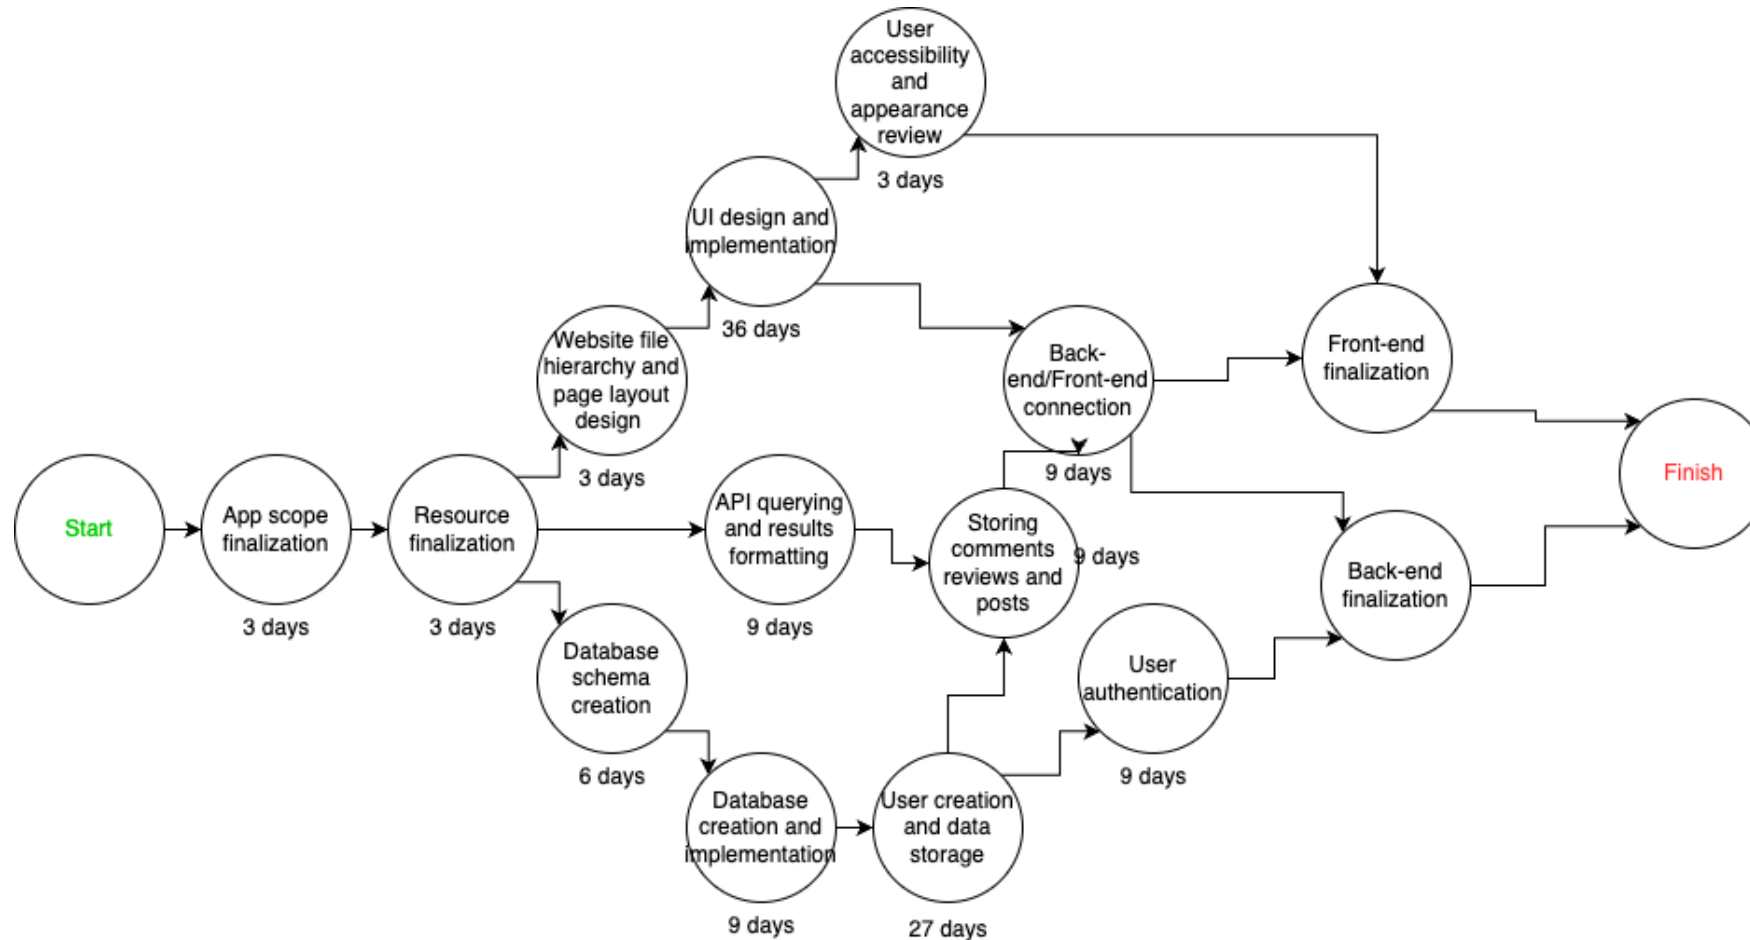 User
accessibility
and
appearance
review
3 days
UI design and
implementation
36 days
Website file
hierarchy and
page layout
design
3 days
Back-
end/Front-end
connection
9 days
Front-end
finalization
Finish
Start
App scope
finalization
3 days
Resource
finalization
3 days
API querying
and results
formatting
9 days
Storing
comments
reviews and
posts
9 days
Back-end
finalization
Database
schema
creation
6 days
User
authentication
9 days
Database
creation and
implementation
9 days
User creation
and data
storage
27 days